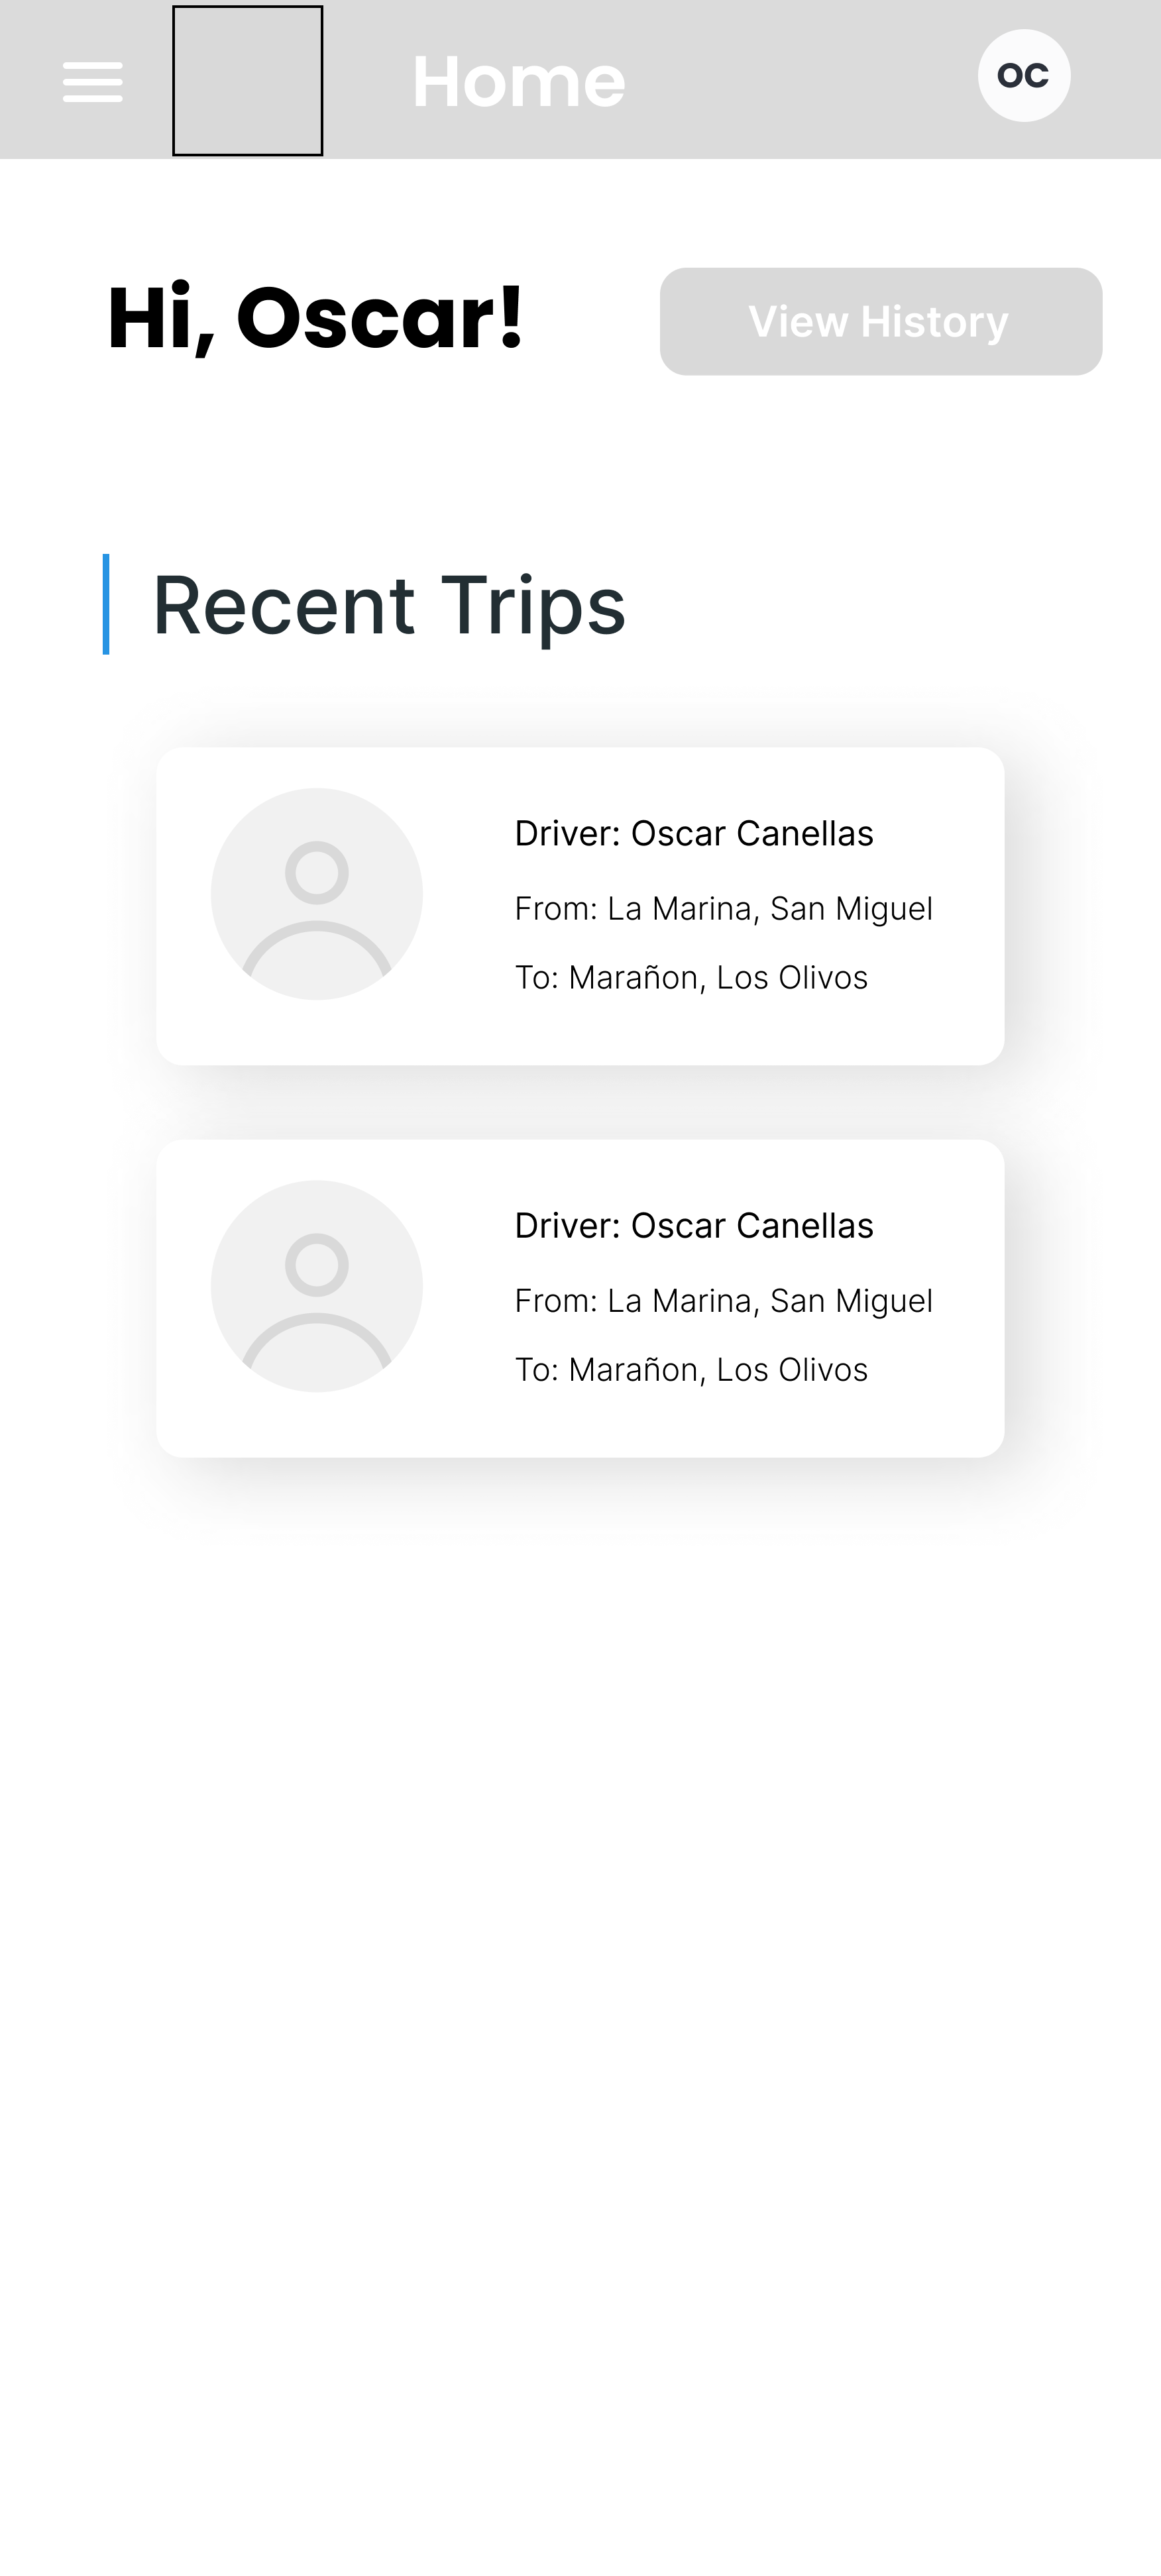 Home
OC
Hi, Oscar!
View History
Recent Trips
Driver: Oscar Canellas
From: La Marina, San Miguel
To: Marañon, Los Olivos
Driver: Oscar Canellas
From: La Marina, San Miguel
To: Marañon, Los Olivos